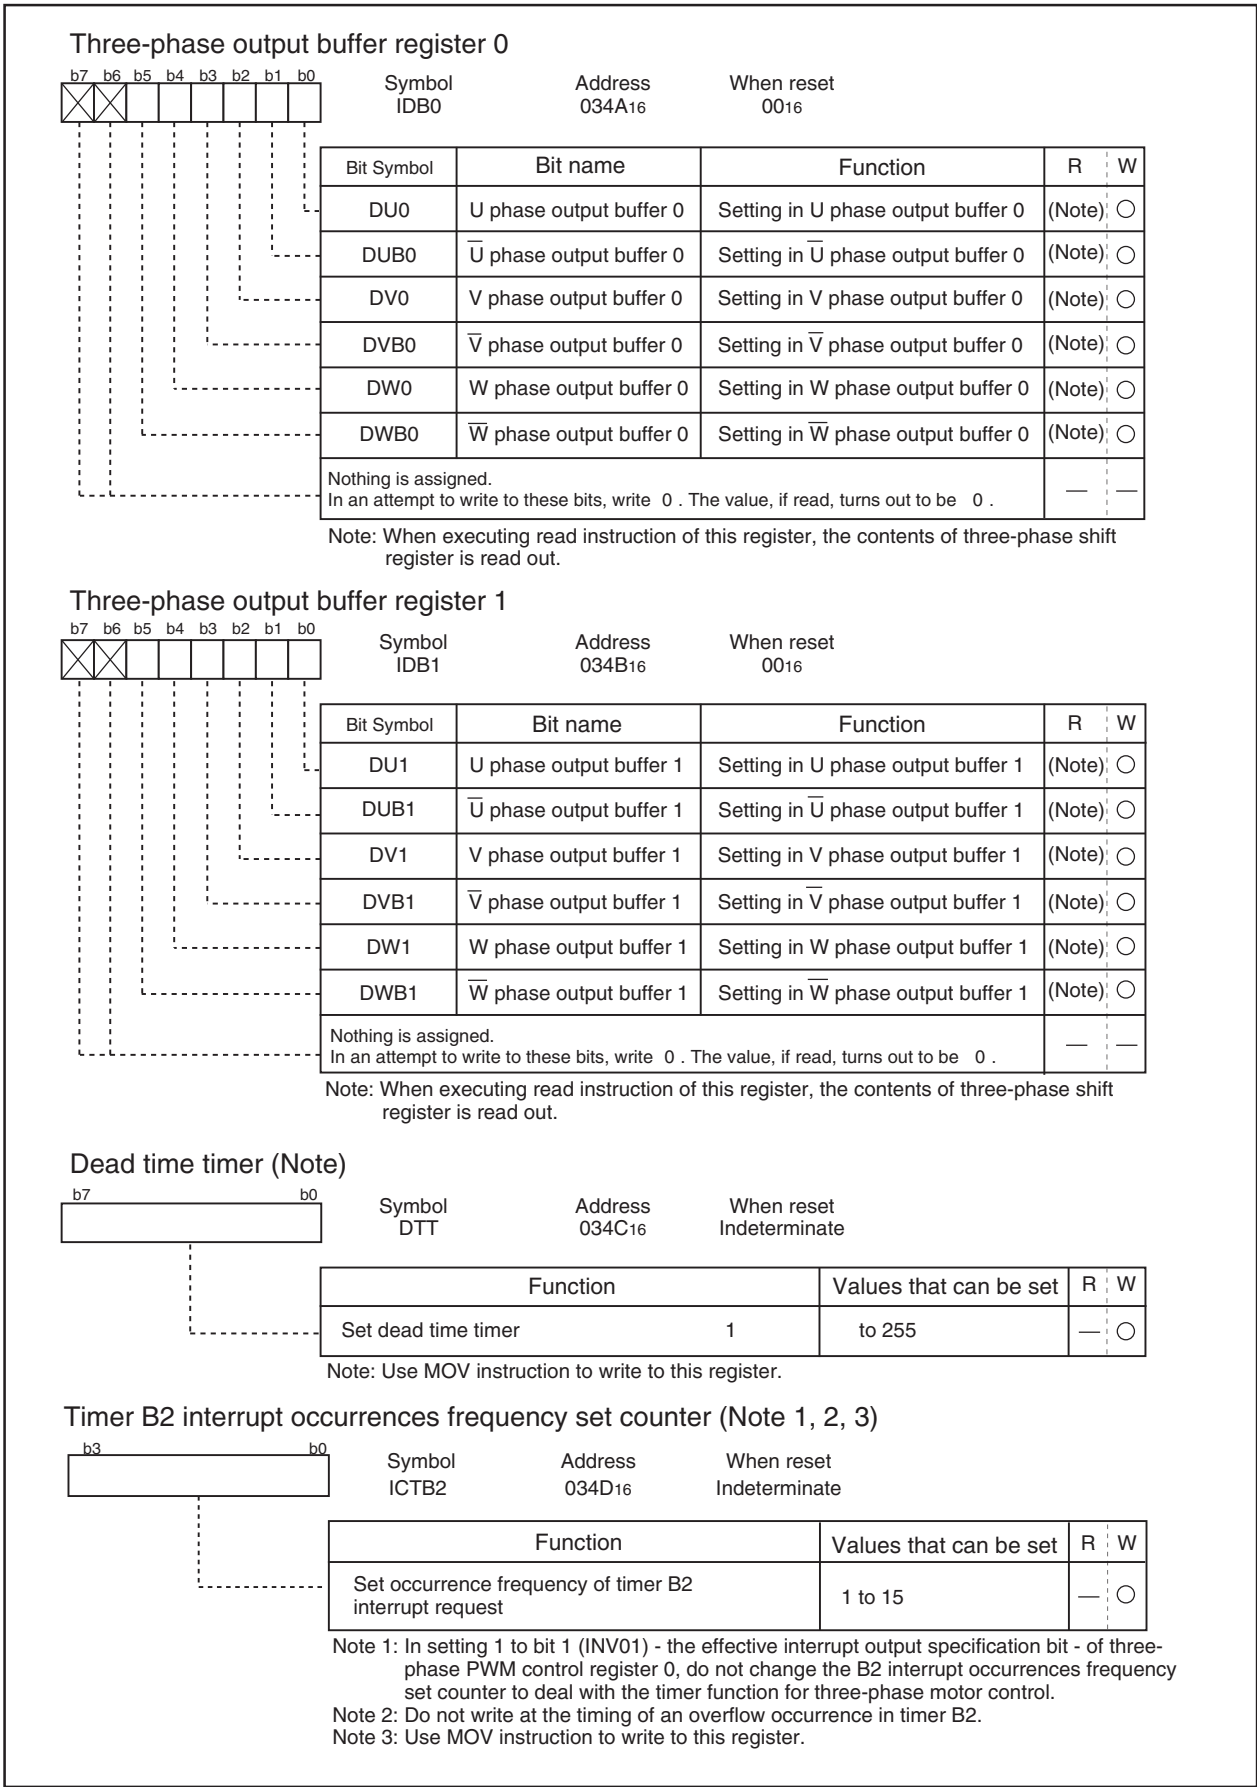 Three-phase output buffer register 0
b7 b6 b5 b4 b3 b2 b1 b0
Symbol Address When reset
IDB0 034A16 0016
Bit Symbol Bit name Function R W
DU0 U phase output buffer 0 Setting in U phase output buffer 0 (Note) ○
DUB0 U̅ phase output buffer 0 Setting in U̅ phase output buffer 0 (Note) ○
DV0 V phase output buffer 0 Setting in V phase output buffer 0 (Note) ○
DVB0 V̅ phase output buffer 0 Setting in V̅ phase output buffer 0 (Note) ○
DW0 W phase output buffer 0 Setting in W phase output buffer 0 (Note) ○
DWB0 W̅ phase output buffer 0 Setting in W̅ phase output buffer 0 (Note) ○
Nothing is assigned.
In an attempt to write to these bits, write 0 . The value, if read, turns out to be 0 . — —
Note: When executing read instruction of this register, the contents of three-phase shift
register is read out.
Three-phase output buffer register 1
b7 b6 b5 b4 b3 b2 b1 b0
Symbol Address When reset
IDB1 034B16 0016
Bit Symbol Bit name Function R W
DU1 U phase output buffer 1 Setting in U phase output buffer 1 (Note) ○
DUB1 U̅ phase output buffer 1 Setting in U̅ phase output buffer 1 (Note) ○
DV1 V phase output buffer 1 Setting in V phase output buffer 1 (Note) ○
DVB1 V̅ phase output buffer 1 Setting in V̅ phase output buffer 1 (Note) ○
DW1 W phase output buffer 1 Setting in W phase output buffer 1 (Note) ○
DWB1 W̅ phase output buffer 1 Setting in W̅ phase output buffer 1 (Note) ○
Nothing is assigned.
In an attempt to write to these bits, write 0 . The value, if read, turns out to be 0 . — —
Note: When executing read instruction of this register, the contents of three-phase shift
register is read out.
Dead time timer (Note)
b7 b0
Symbol Address When reset
DTT 034C16 Indeterminate
Function Values that can be set R W
Set dead time timer 1 to 255 — ○
Note: Use MOV instruction to write to this register.
Timer B2 interrupt occurrences frequency set counter (Note 1, 2, 3)
b3 b0
Symbol Address When reset
ICTB2 034D16 Indeterminate
Function Values that can be set R W
Set occurrence frequency of timer B2
interrupt request 1 to 15 — ○
Note 1: In setting 1 to bit 1 (INV01) - the effective interrupt output specification bit - of three-
phase PWM control register 0, do not change the B2 interrupt occurrences frequency
set counter to deal with the timer function for three-phase motor control.
Note 2: Do not write at the timing of an overflow occurrence in timer B2.
Note 3: Use MOV instruction to write to this register.